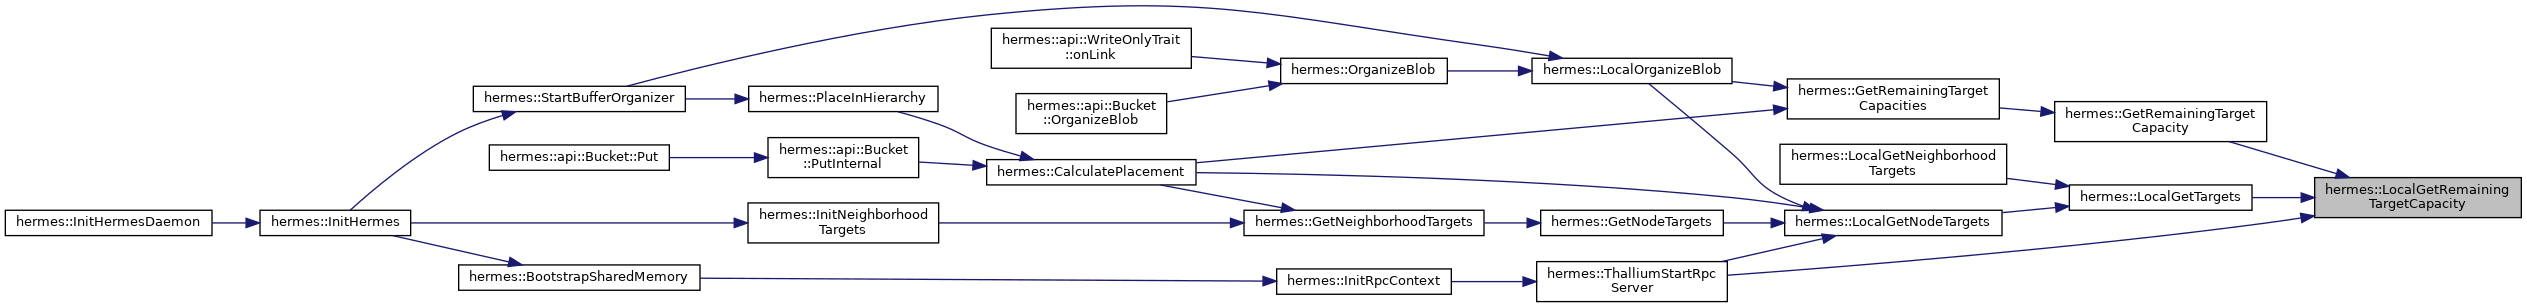 hermes::api::WriteOnlyTrait
::onLink
hermes::OrganizeBlob
hermes::LocalOrganizeBlob
hermes::StartBufferOrganizer
hermes::PlaceInHierarchy
hermes::api::Bucket
::OrganizeBlob
hermes::GetRemainingTarget
Capacities
hermes::GetRemainingTarget
Capacity
hermes::api::Bucket::Put
hermes::api::Bucket
::PutInternal
hermes::CalculatePlacement
hermes::LocalGetNeighborhood
Targets
hermes::LocalGetTargets
hermes::LocalGetRemaining
TargetCapacity
hermes::InitHermesDaemon
hermes::InitHermes
hermes::InitNeighborhood
Targets
hermes::GetNeighborhoodTargets
hermes::GetNodeTargets
hermes::LocalGetNodeTargets
hermes::BootstrapSharedMemory
hermes::InitRpcContext
hermes::ThalliumStartRpc
Server